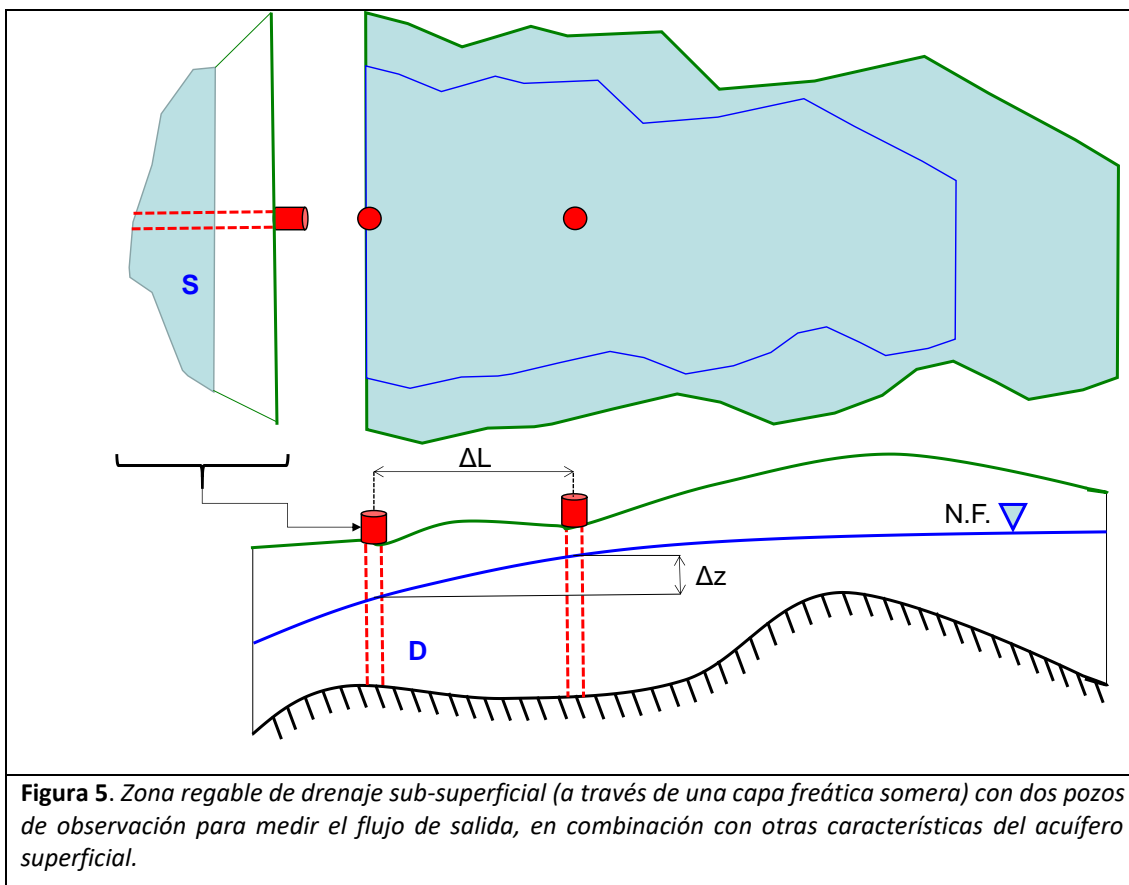 S
ΔL
N.F.
Δz
D
Figura 5. Zona regable de drenaje sub-superficial (a través de una capa freática somera) con dos pozos
de observación para medir el flujo de salida, en combinación con otras características del acuífero
superficial.